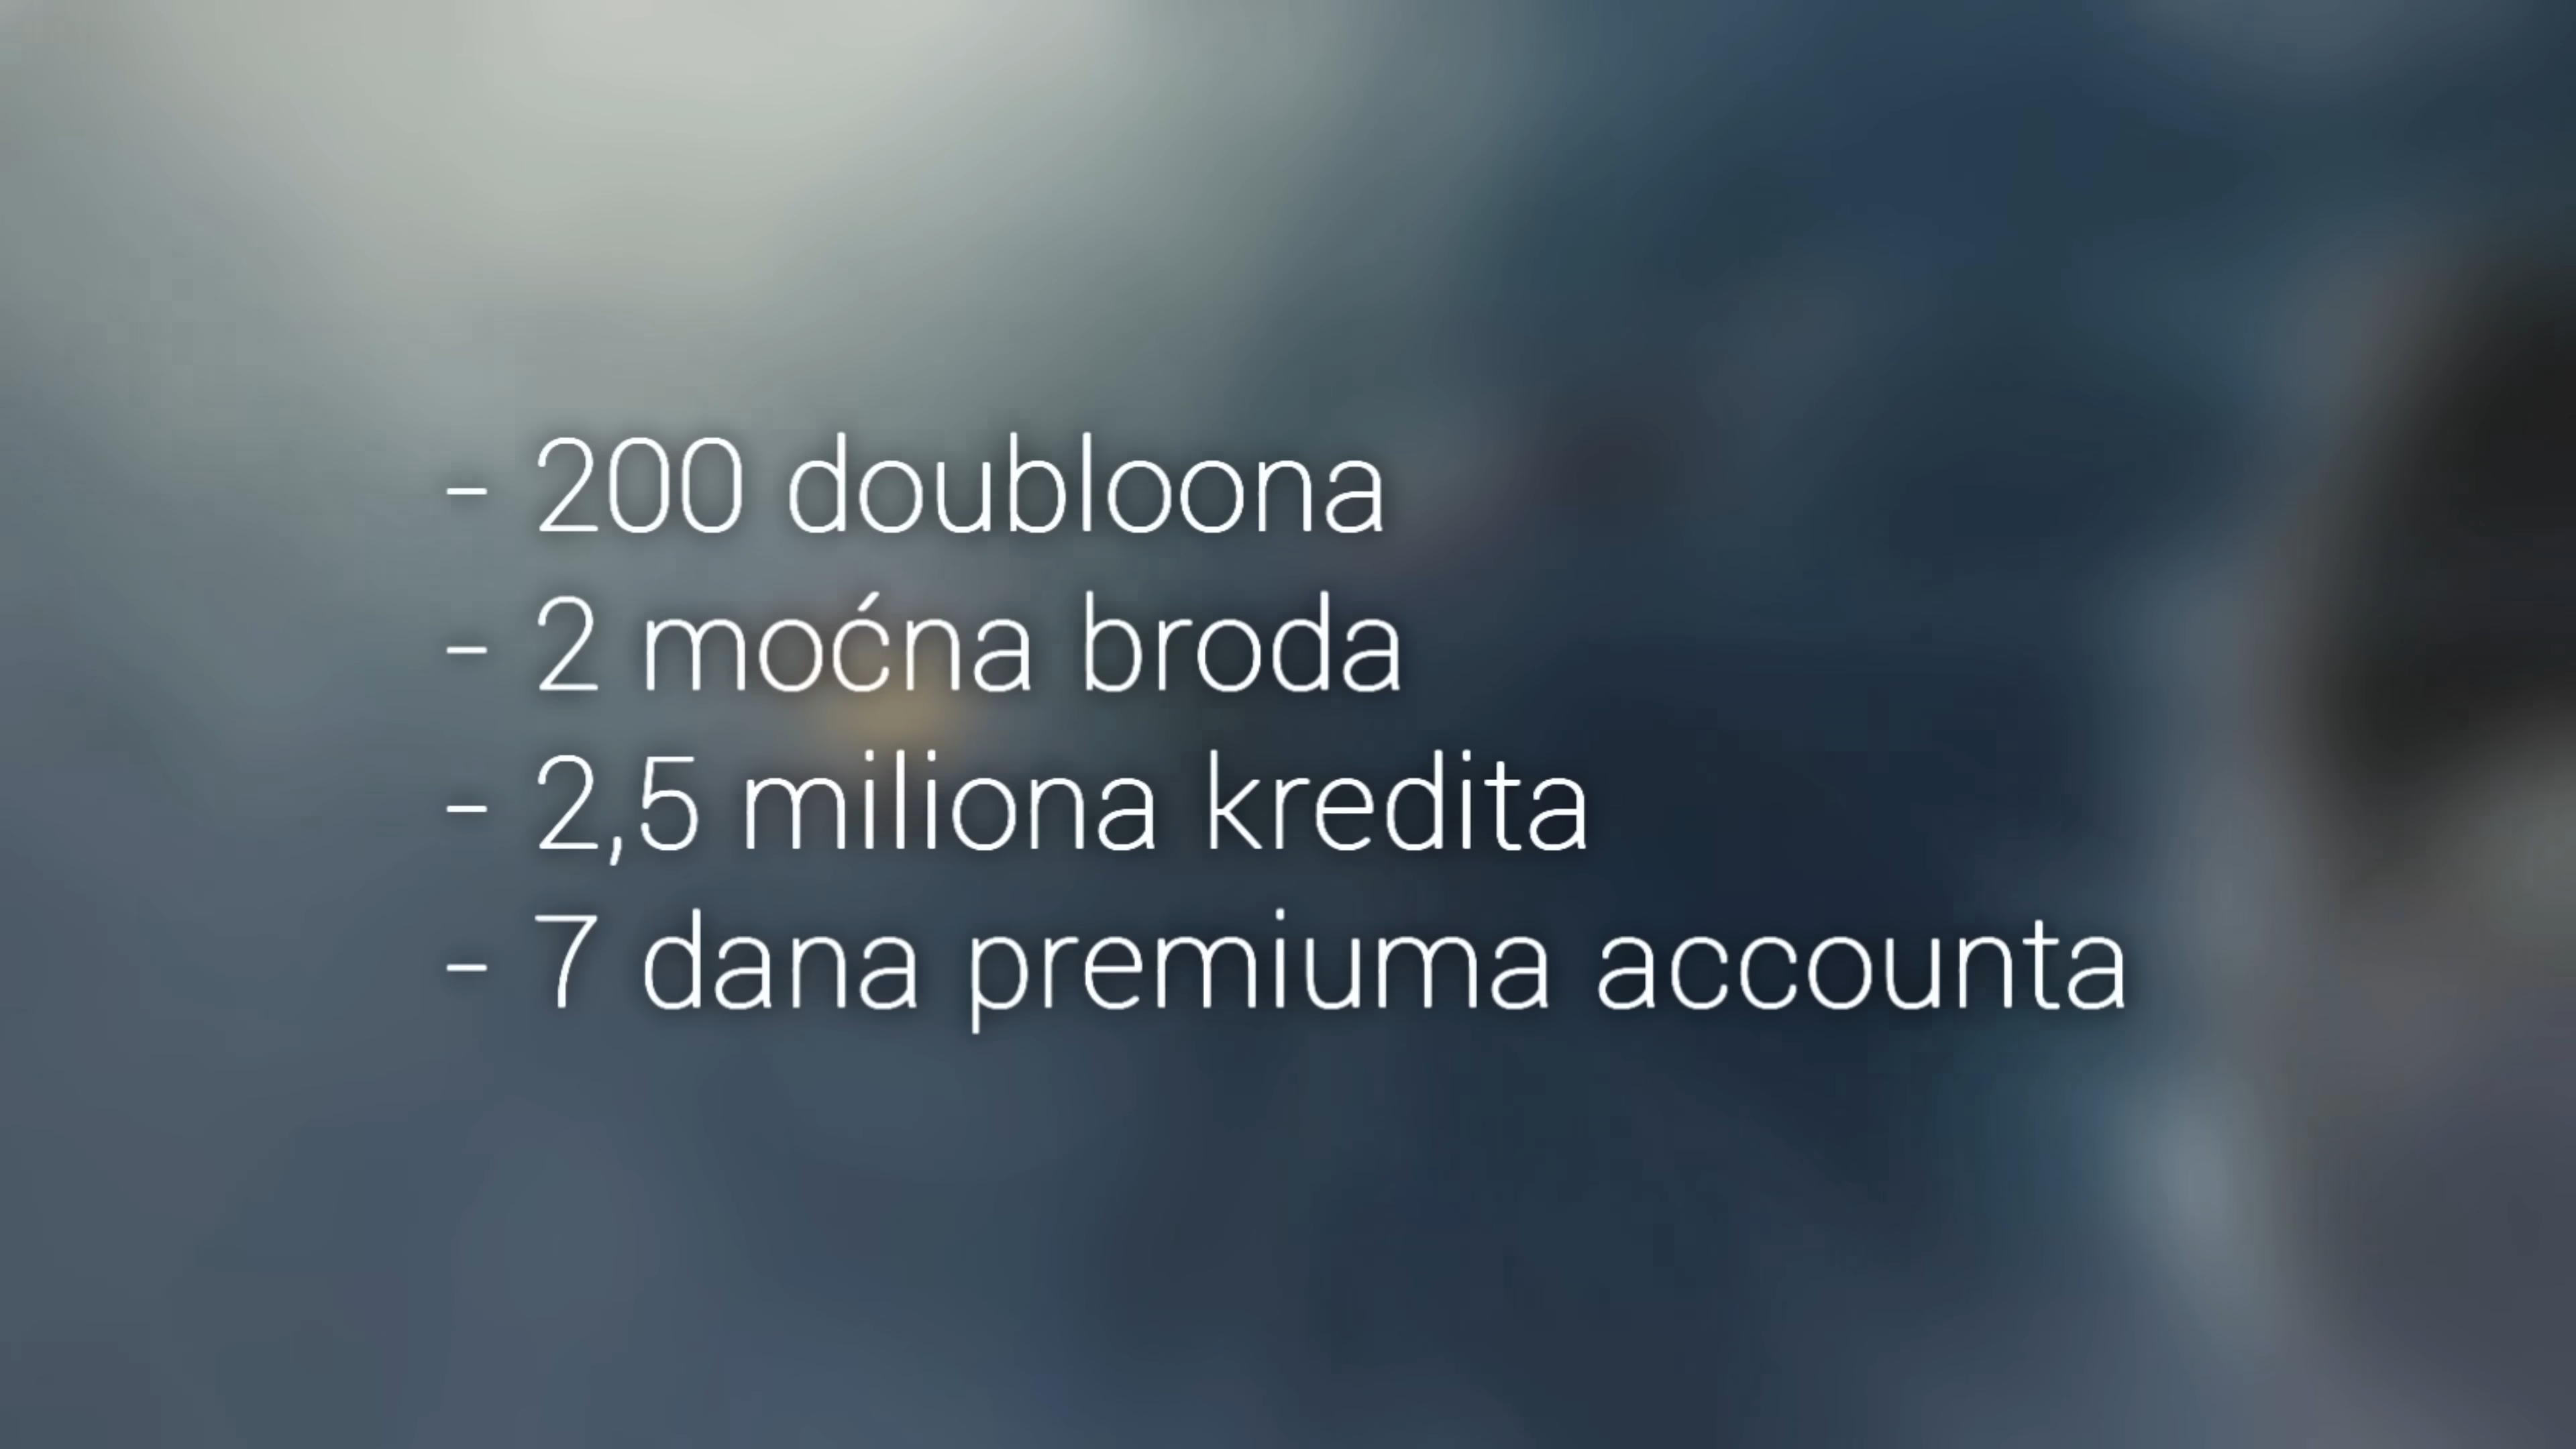 - 200 doubloona
- 2 moćna broda
- 2,5 miliona kredita
- 7 dana premiuma accounta